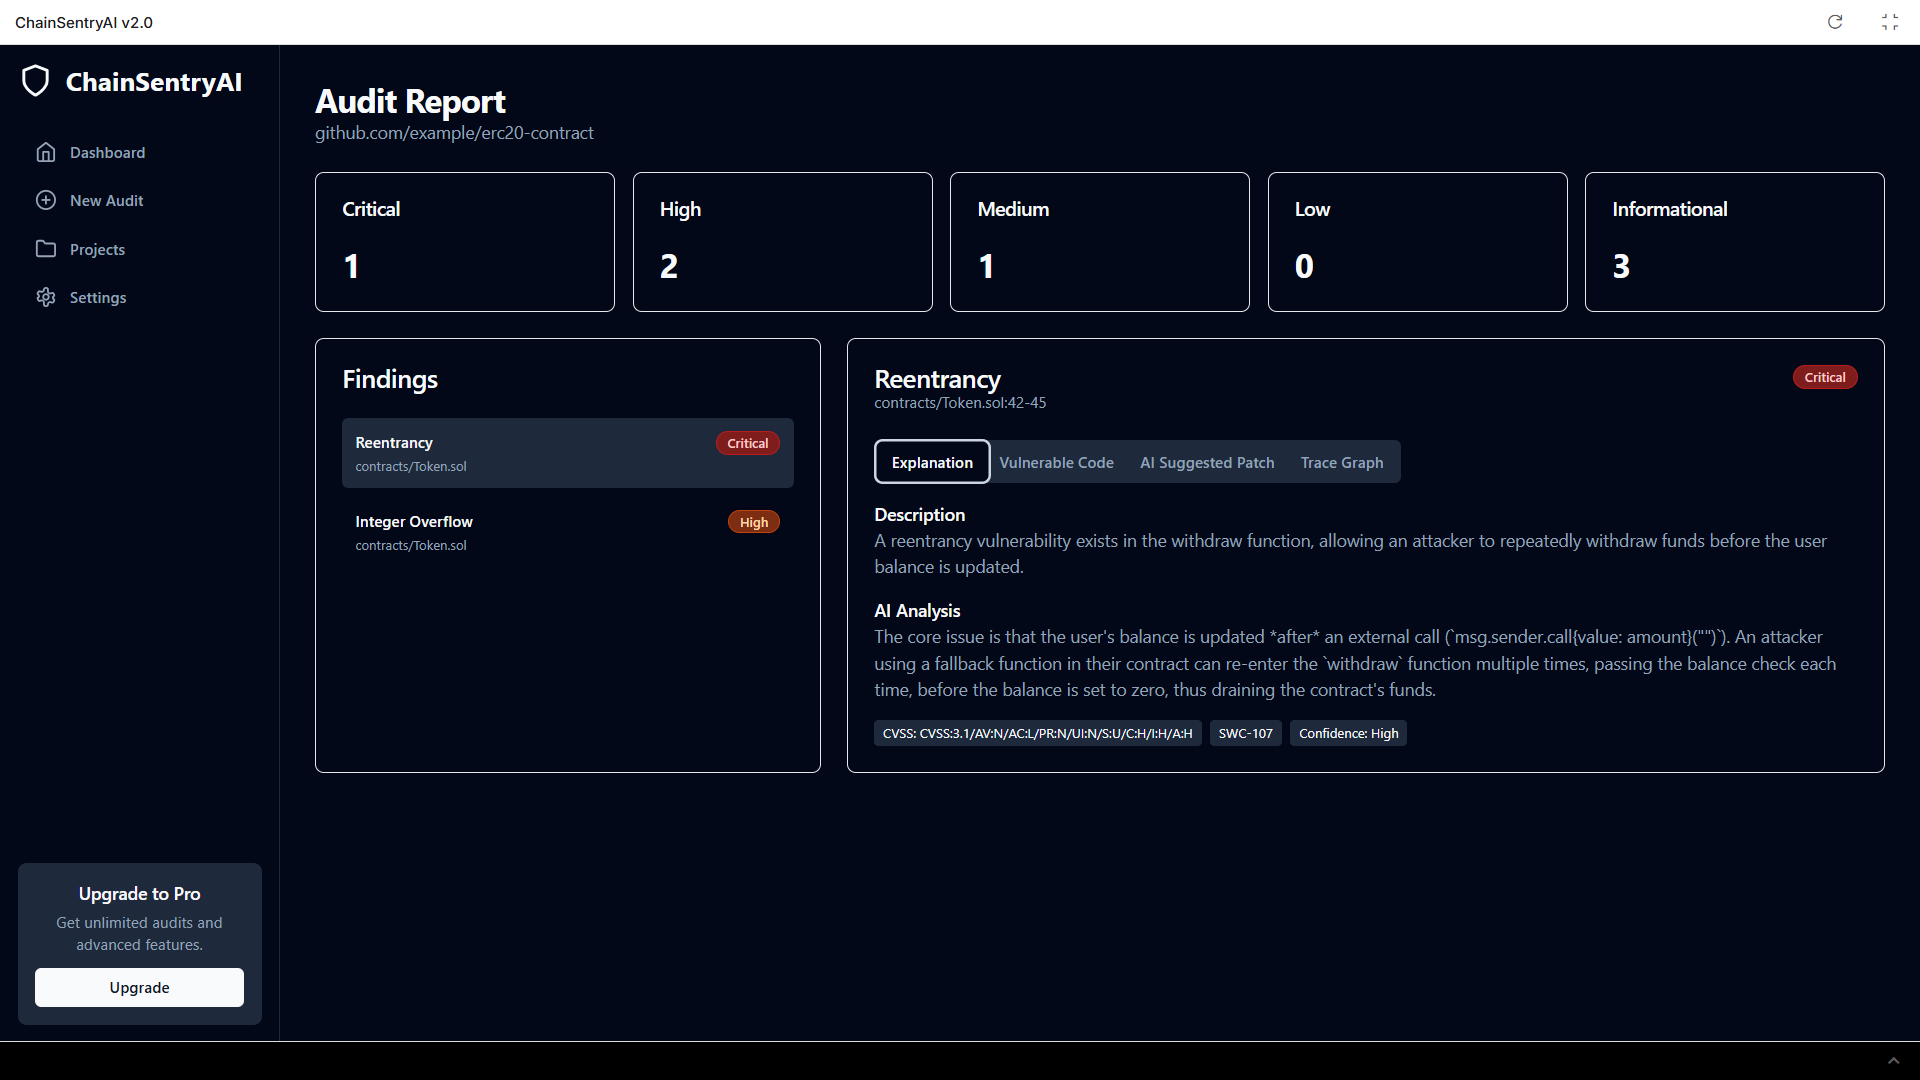 ChainSentryAI v2.0
ChainSentryAI
Dashboard
New Audit
Projects
Settings
Upgrade to Pro
Get unlimited audits and
advanced features.
Upgrade
Audit Report
github.com/example/erc20-contract
Critical
1
High
2
Medium
1
Low
0
Informational
3
Findings
Reentrancy
Critical
contracts/Token.sol
Integer Overflow
High
contracts/Token.sol
Reentrancy
Critical
contracts/Token.sol:42-45
Explanation
Vulnerable Code
AI Suggested Patch
Trace Graph
Description
A reentrancy vulnerability exists in the withdraw function, allowing an attacker to repeatedly withdraw funds before the user
balance is updated.
AI Analysis
The core issue is that the user's balance is updated *after* an external call (`msg.sender.call{value: amount}("")`). An attacker
using a fallback function in their contract can re-enter the `withdraw` function multiple times, passing the balance check each
time, before the balance is set to zero, thus draining the contract's funds.
CVSS: CVSS:3.1/AV:N/AC:L/PR:N/UI:N/S:U/C:H/I:H/A:H
SWC-107
Confidence: High